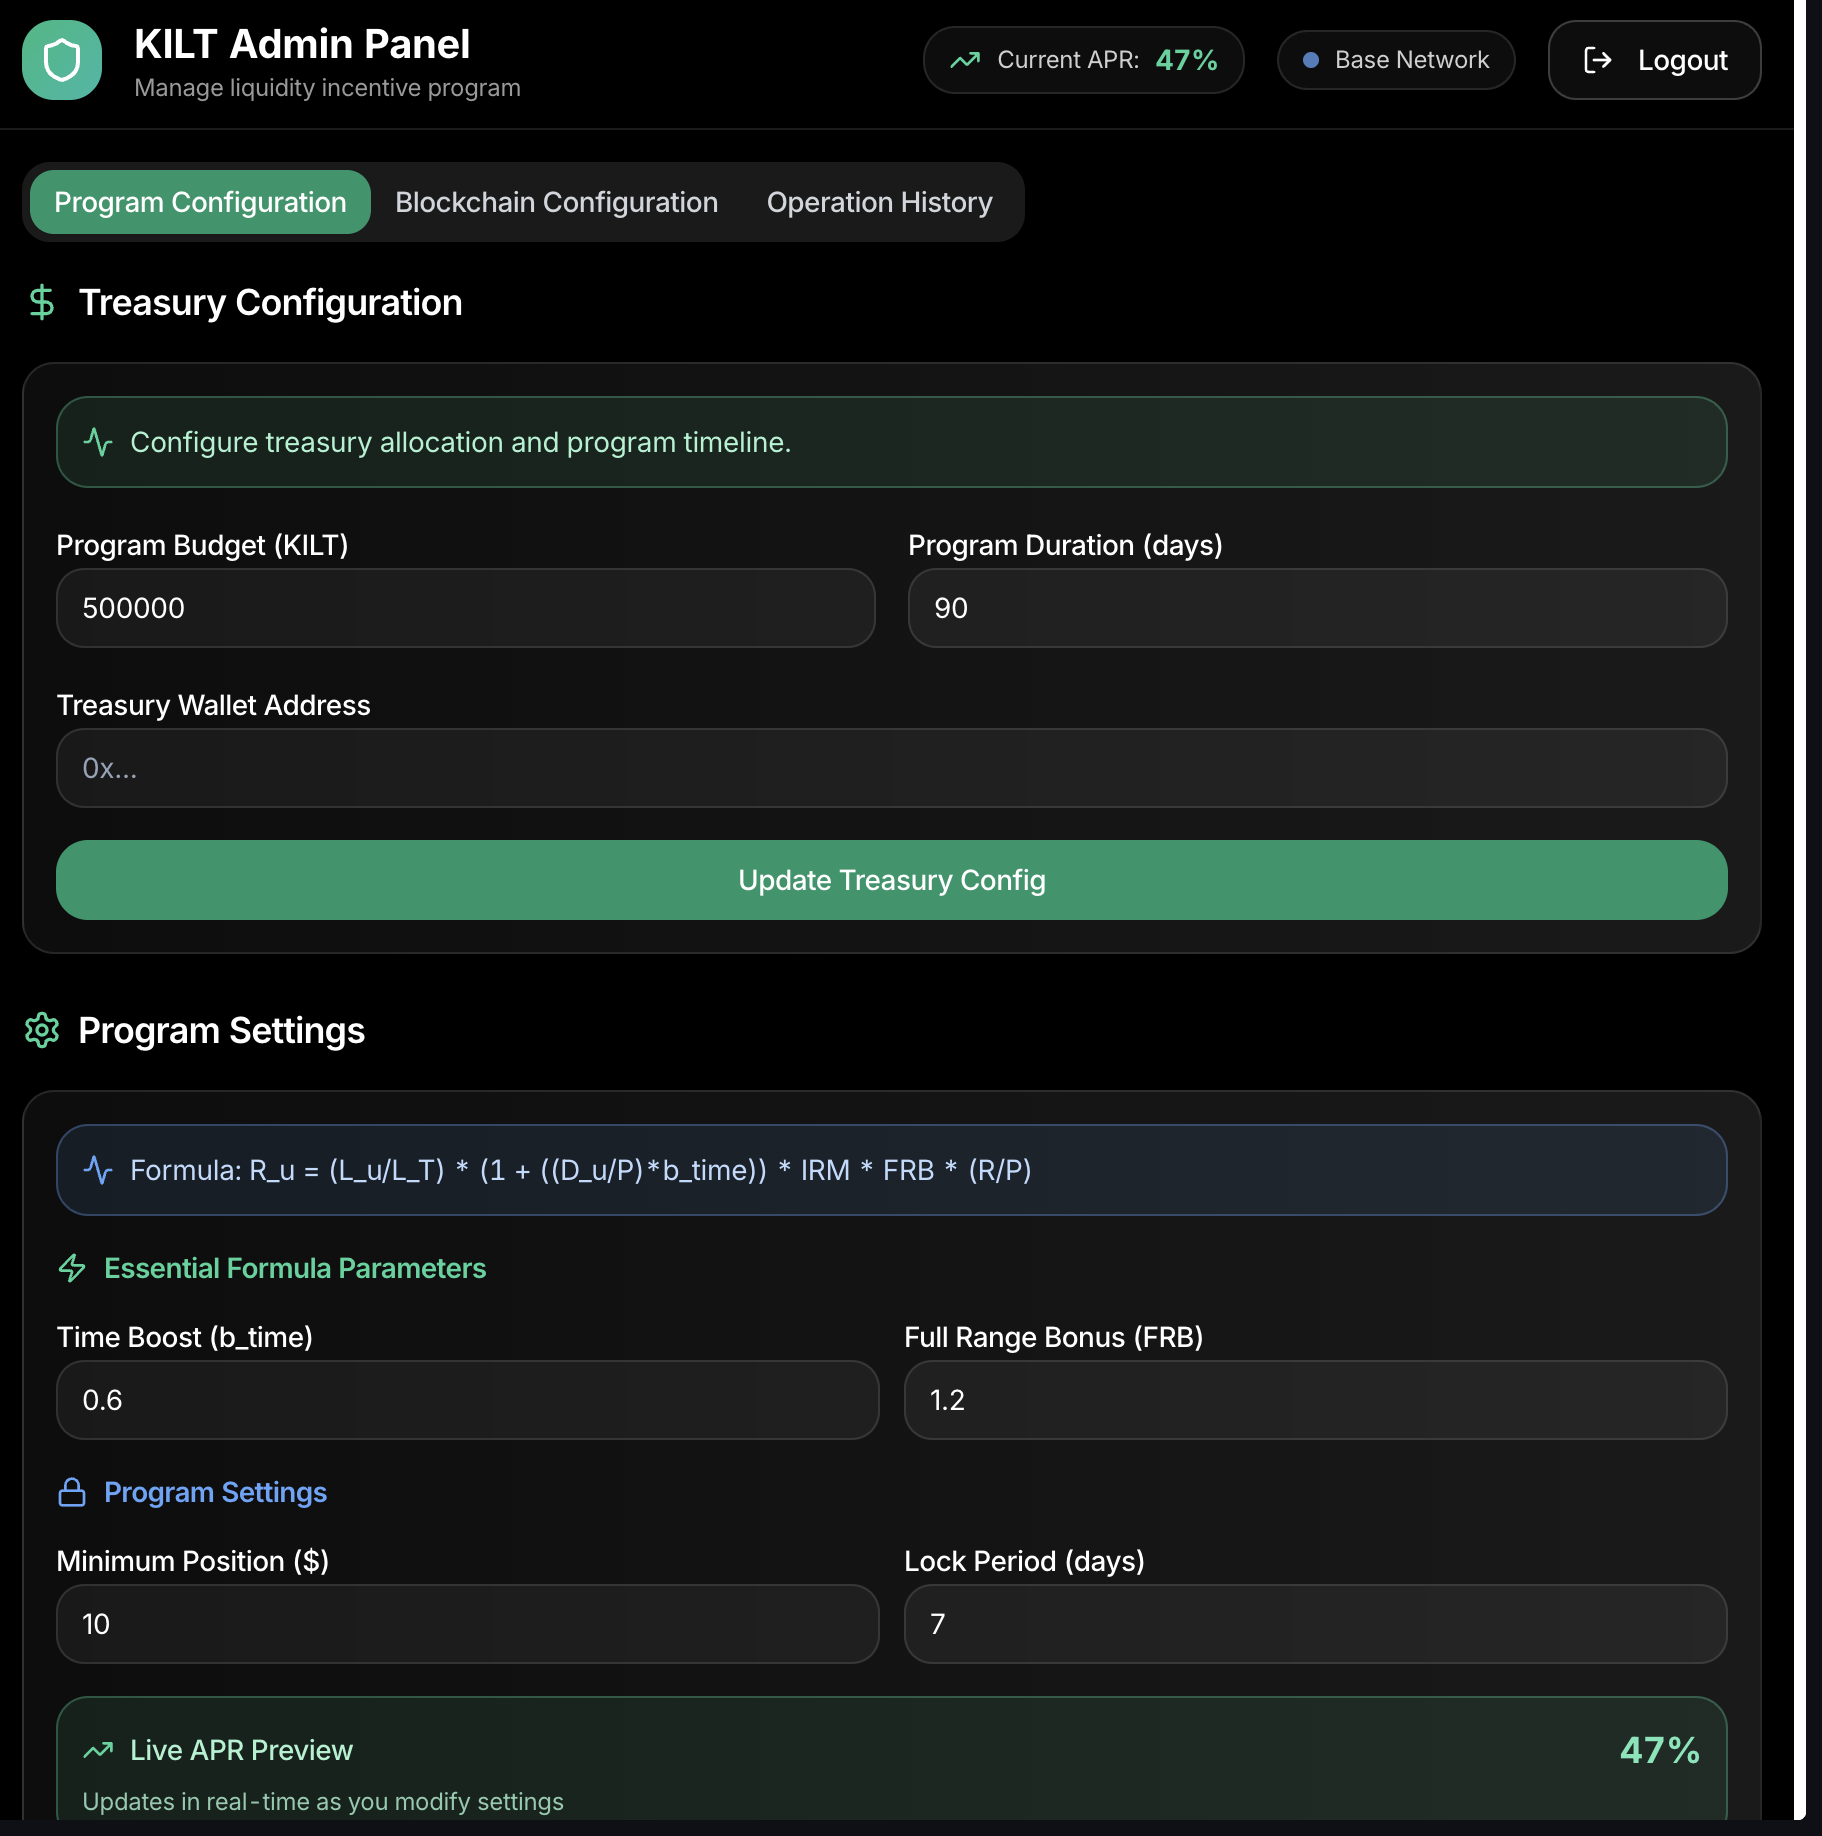 KILT Admin Panel
Manage liquidity incentive program
Current APR: 47%
Base Network
Logout
Program Configuration
Blockchain Configuration
Operation History
Treasury Configuration
Configure treasury allocation and program timeline.
Program Budget (KILT)
Program Duration (days)
500000
90
Treasury Wallet Address
0x...
Update Treasury Config
Program Settings
Formula: R_u = (L_u/L_T) * (1 + ((D_u/P)*b_time)) * IRM * FRB * (R/P)
Essential Formula Parameters
Time Boost (b_time)
Full Range Bonus (FRB)
0.6
1.2
Program Settings
Minimum Position ($)
Lock Period (days)
10
7
Live APR Preview
47%
Updates in real-time as you modify settings